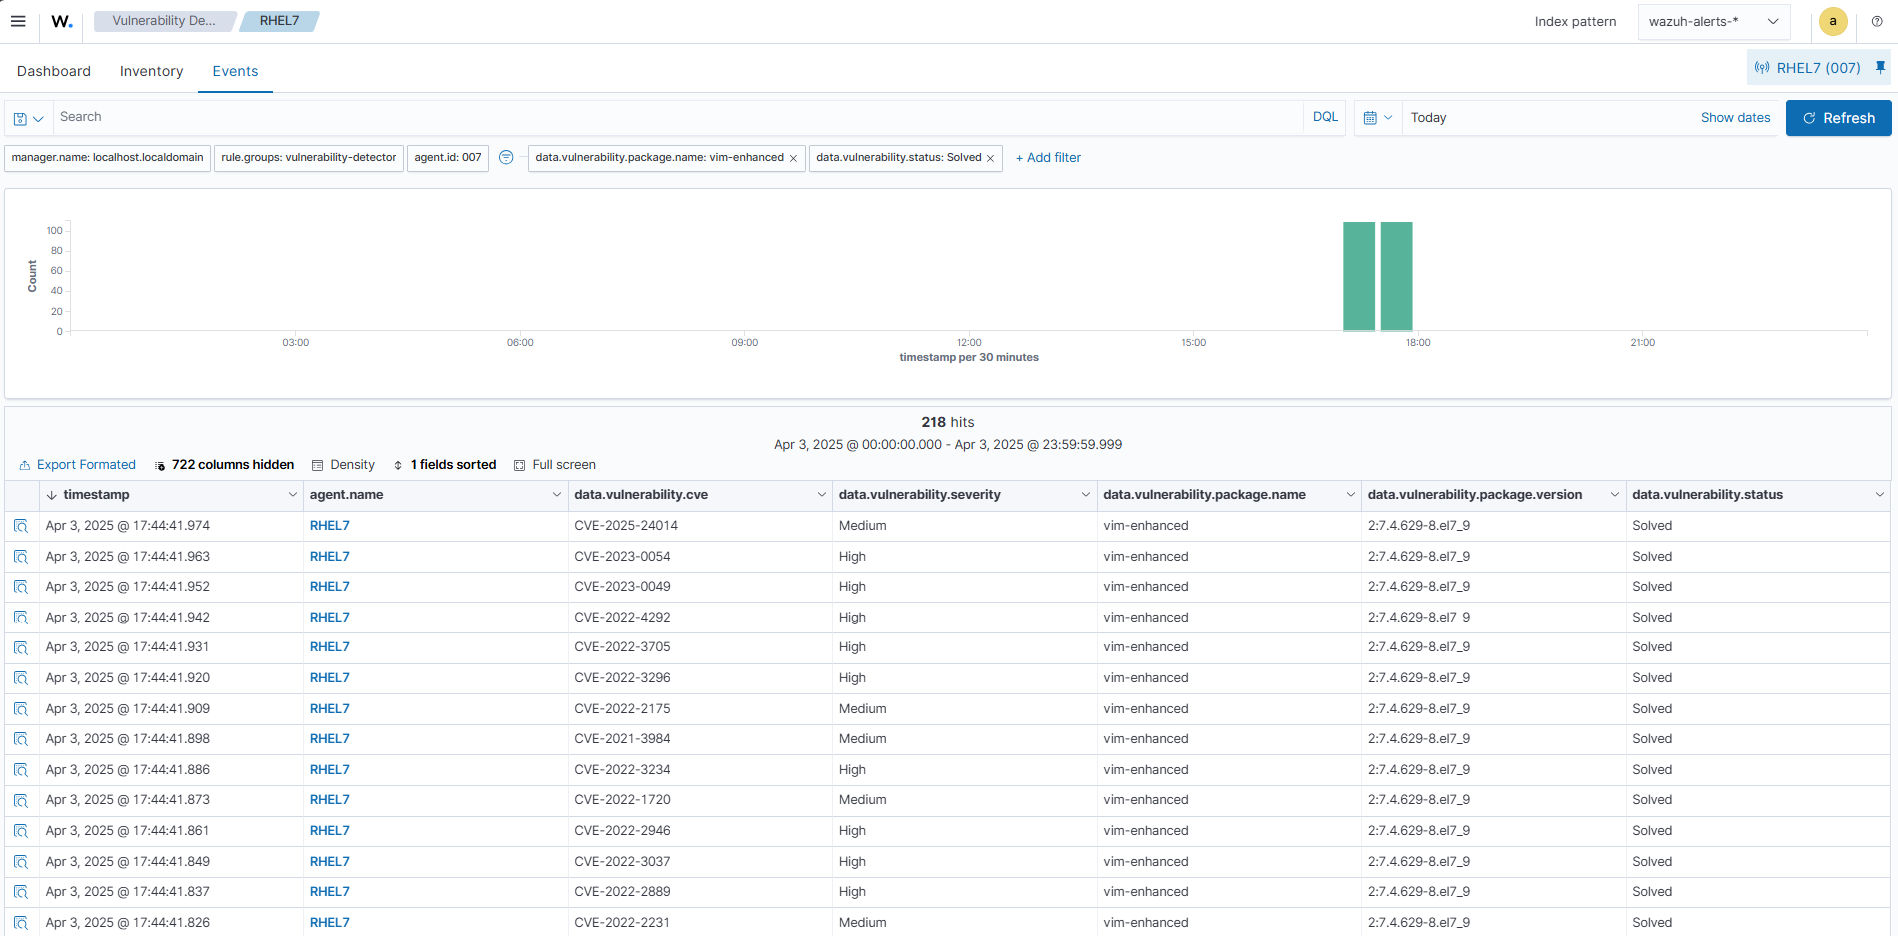 W. Vulnerability De... RHEL7 Index pattern wazuh-alerts-* a
Dashboard Inventory Events RHEL7 (007)
Search DQL Today Show dates Refresh
manager.name: localhost.localdomain rule.groups: vulnerability-detector agent.id: 007 data.vulnerability.package.name: vim-enhanced data.vulnerability.status: Solved + Add filter
100
80
60
40
20
0
Count
03:00 06:00 09:00 12:00 15:00 18:00 21:00
timestamp per 30 minutes
218 hits
Apr 3, 2025 @ 00:00:00.000 - Apr 3, 2025 @ 23:59:59.999
Export Formated 722 columns hidden Density 1 fields sorted Full screen
timestamp agent.name data.vulnerability.cve data.vulnerability.severity data.vulnerability.package.name data.vulnerability.package.version data.vulnerability.status
Apr 3, 2025 @ 17:44:41.974 RHEL7 CVE-2025-24014 Medium vim-enhanced 2:7.4.629-8.el7_9 Solved
Apr 3, 2025 @ 17:44:41.963 RHEL7 CVE-2023-0054 High vim-enhanced 2:7.4.629-8.el7_9 Solved
Apr 3, 2025 @ 17:44:41.952 RHEL7 CVE-2023-0049 High vim-enhanced 2:7.4.629-8.el7_9 Solved
Apr 3, 2025 @ 17:44:41.942 RHEL7 CVE-2022-4292 High vim-enhanced 2:7.4.629-8.el7 9 Solved
Apr 3, 2025 @ 17:44:41.931 RHEL7 CVE-2022-3705 High vim-enhanced 2:7.4.629-8.el7_9 Solved
Apr 3, 2025 @ 17:44:41.920 RHEL7 CVE-2022-3296 High vim-enhanced 2:7.4.629-8.el7_9 Solved
Apr 3, 2025 @ 17:44:41.909 RHEL7 CVE-2022-2175 Medium vim-enhanced 2:7.4.629-8.el7_9 Solved
Apr 3, 2025 @ 17:44:41.898 RHEL7 CVE-2021-3984 Medium vim-enhanced 2:7.4.629-8.el7_9 Solved
Apr 3, 2025 @ 17:44:41.886 RHEL7 CVE-2022-3234 High vim-enhanced 2:7.4.629-8.el7_9 Solved
Apr 3, 2025 @ 17:44:41.873 RHEL7 CVE-2022-1720 Medium vim-enhanced 2:7.4.629-8.el7_9 Solved
Apr 3, 2025 @ 17:44:41.861 RHEL7 CVE-2022-2946 High vim-enhanced 2:7.4.629-8.el7_9 Solved
Apr 3, 2025 @ 17:44:41.849 RHEL7 CVE-2022-3037 High vim-enhanced 2:7.4.629-8.el7_9 Solved
Apr 3, 2025 @ 17:44:41.837 RHEL7 CVE-2022-2889 High vim-enhanced 2:7.4.629-8.el7_9 Solved
Apr 3, 2025 @ 17:44:41.826 RHEL7 CVE-2022-2231 Medium vim-enhanced 2:7.4.629-8.el7_9 Solved